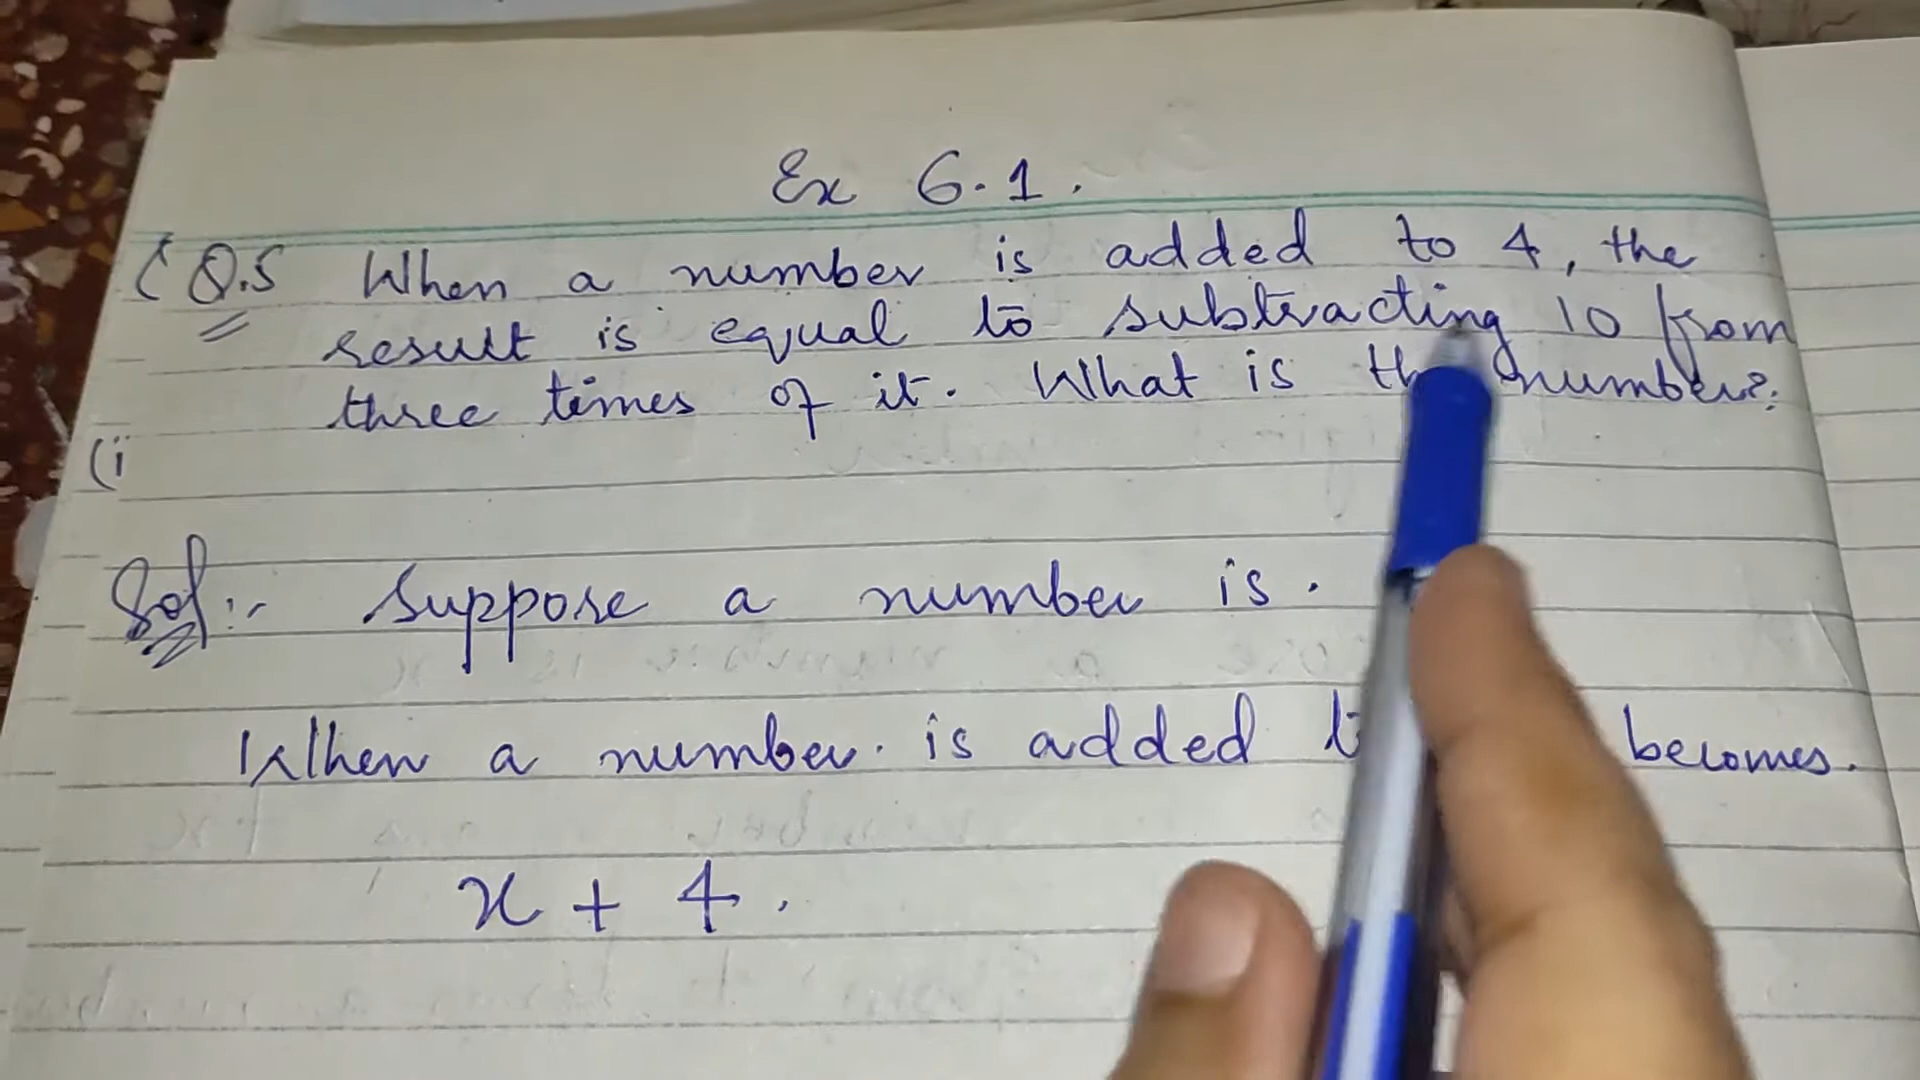 Ex 6.1.
( Q.5 When a number is added to 4, the
result is equal to subtracting 10 from
three times of it. What is the number?
(i
Sol:- Suppose a number is.
When a number. is added becomes.
x + 4.